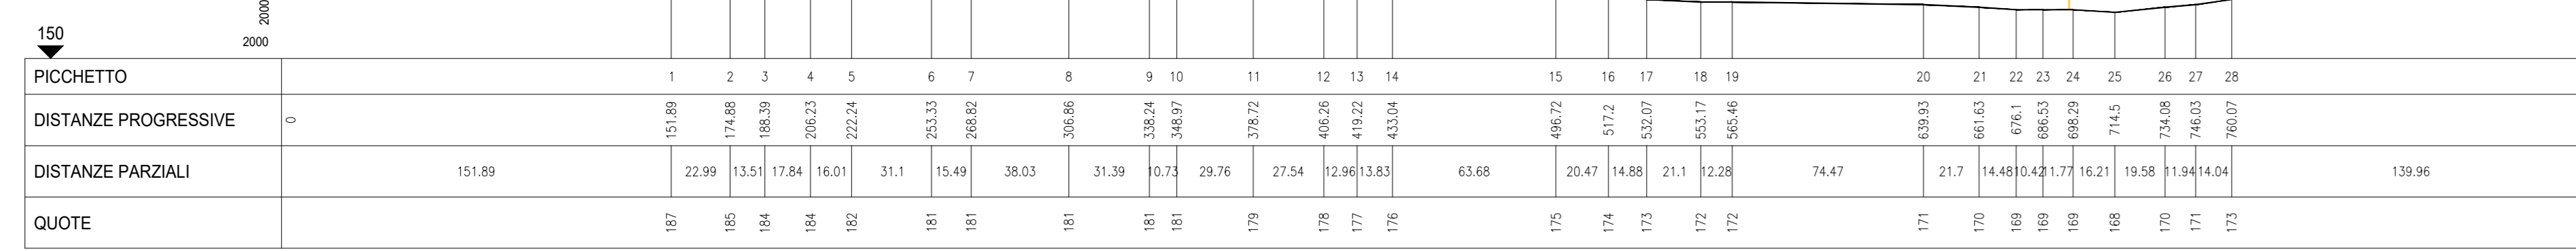 2000
150
2000
PICCHETTO 1 2 3 4 5 6 7 8 9 10 11 12 13 14 15 16 17 18 19 20 21 22 23 24 25 26 27 28
DISTANZE PROGRESSIVE 0 151.89 174.88 188.39 206.23 222.24 253.33 268.82 306.86 338.24 348.97 378.72 406.26 419.22 433.04 496.72 517.2 532.07 553.17 565.46 639.93 661.63 676.1 686.53 698.29 714.5 734.08 746.03 760.07
DISTANZE PARZIALI 151.89 22.99 13.51 17.84 16.01 31.1 15.49 38.03 31.39 10.73 29.76 27.54 12.96 13.83 63.68 20.47 14.88 21.1 12.28 74.47 21.7 14.48 10.42 11.77 16.21 19.58 11.94 14.04 139.96
QUOTE 187 185 184 184 182 181 181 181 181 181 179 178 177 176 175 174 173 172 172 171 170 169 169 169 168 170 171 173